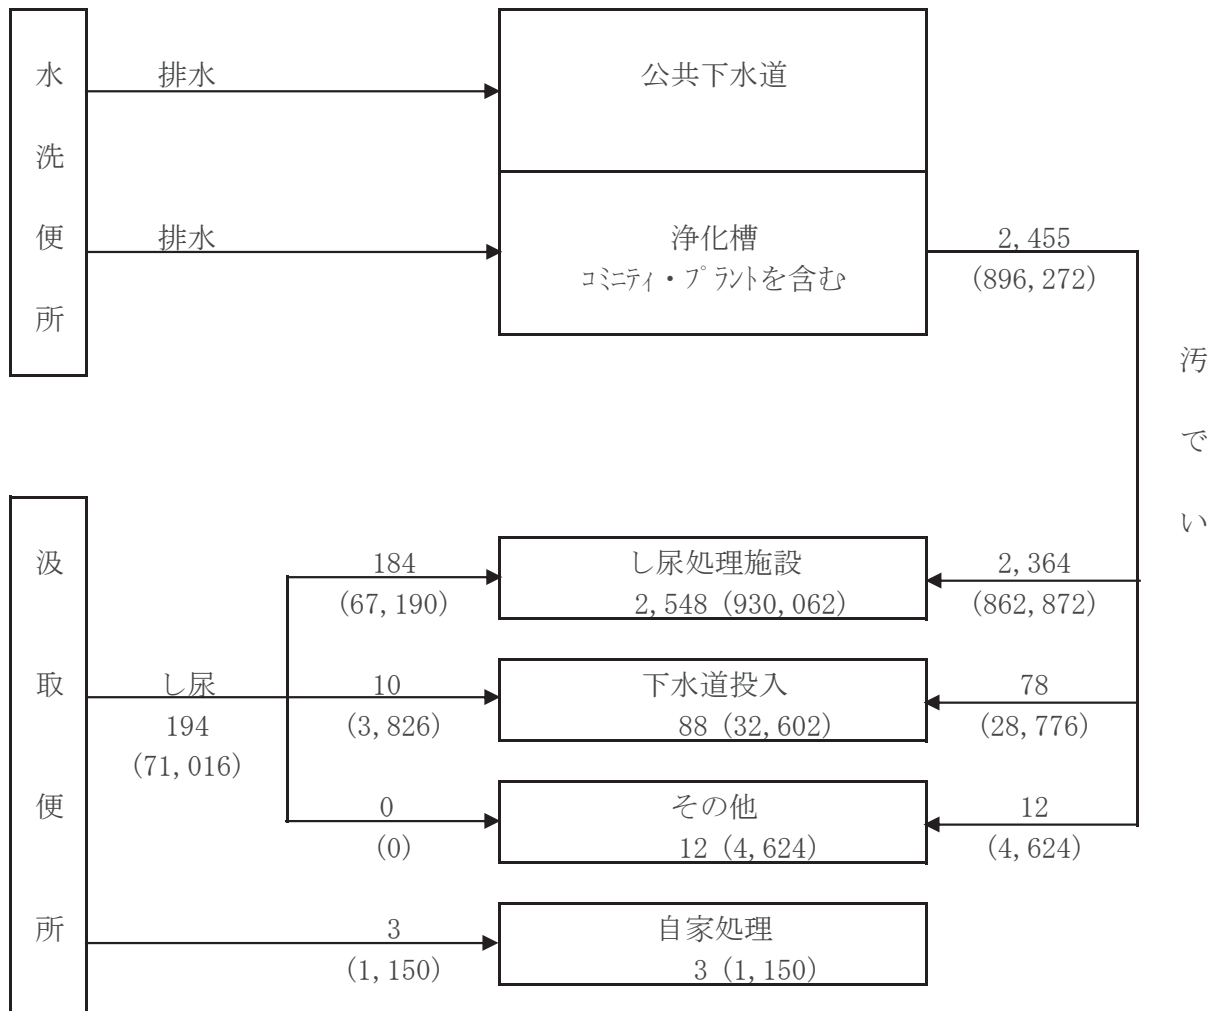 水洗便所
排水
公共下水道
排水
浄化槽
コミニティ・プラントを含む
2,455
(896,272)
汚でい
汲取便所
184
(67,190)
し尿処理施設
2,548 (930,062)
2,364
(862,872)
し尿
194
(71,016)
10
(3,826)
下水道投入
88 (32,602)
78
(28,776)
0
(0)
その他
12 (4,624)
12
(4,624)
3
(1,150)
自家処理
3 (1,150)